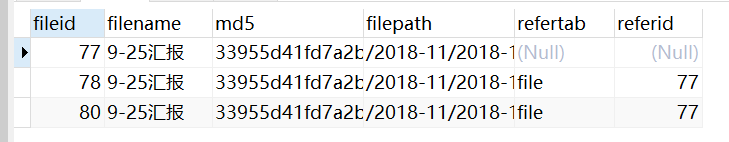 fileid filename md5 filepath refertab referid
77 9-25汇报 33955d41fd7a2b /2018-11/2018-1 (Null) (Null)
78 9-25汇报 33955d41fd7a2b /2018-11/2018-1 file 77
80 9-25汇报 33955d41fd7a2b /2018-11/2018-1 file 77